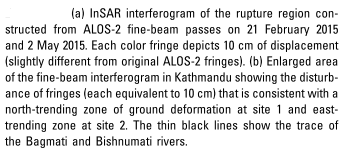 (a) InSAR interferogram of the rupture region con-
structed from ALOS-2 fine-beam passes on 21 February 2015
and 2 May 2015. Each color fringe depicts 10 cm of displacement
(slightly different from original ALOS-2 fringes). (b) Enlarged area
of the fine-beam interferogram in Kathmandu showing the disturb-
ance of fringes (each equivalent to 10 cm) that is consistent with a
north-trending zone of ground deformation at site 1 and east-
trending zone at site 2. The thin black lines show the trace of
the Bagmati and Bishnumati rivers.